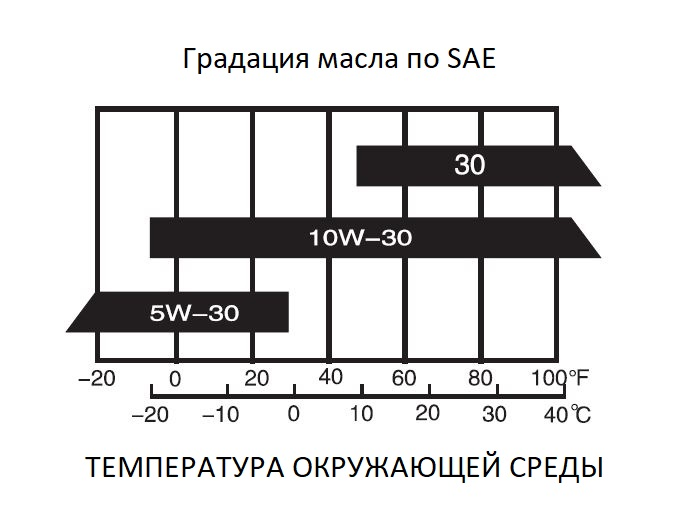 Градация масла по SAE
30
10W–30
5W–30
–20 0 20 40 60 80 100°F
–20 –10 0 10 20 30 40°C
ТЕМПЕРАТУРА ОКРУЖАЮЩЕЙ СРЕДЫ